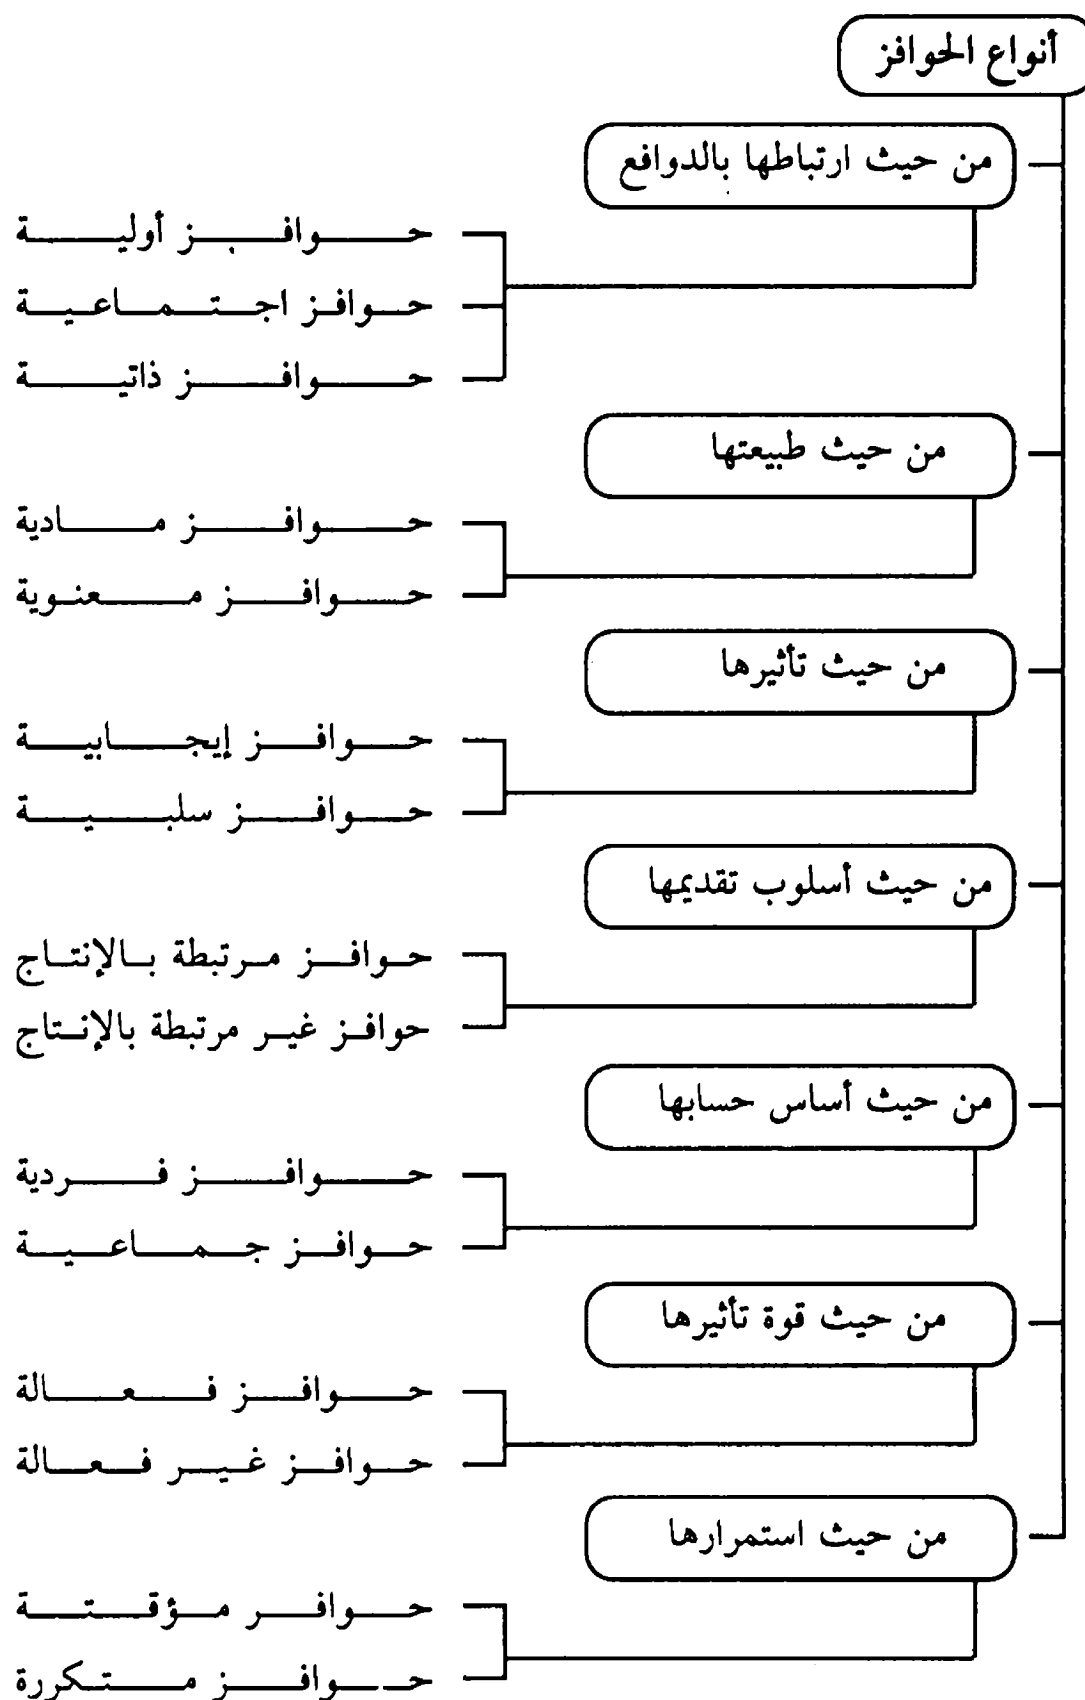 أنواع الحوافز
من حيث ارتباطها بالدوافع
حوافز أولية
حوافز اجتماعية
حوافز ذاتية
من حيث طبيعتها
حوافز مادية
حوافز معنوية
من حيث تأثيرها
حوافز إيجابية
حوافز سلبية
من حيث أسلوب تقديمها
حوافز مرتبطة بالإنتاج
حوافز غير مرتبطة بالإنتاج
من حيث أساس حسابها
حوافز فردية
حوافز جماعية
من حيث قوة تأثيرها
حوافز فعالة
حوافز غير فعالة
من حيث استمرارها
حوافر مؤقتة
حوافز متكررة